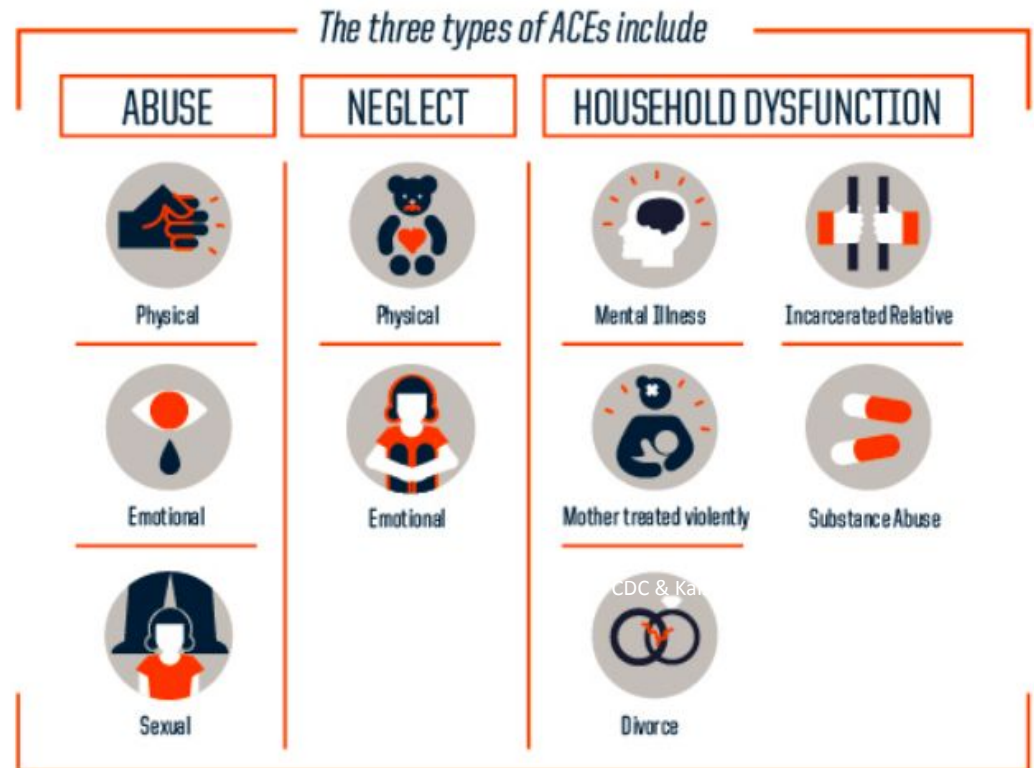 The three types of ACEs include
ABUSE
NEGLECT
HOUSEHOLD DYSFUNCTION
Physical
Physical
Mental Illness
Incarcerated Relative
Emotional
Emotional
Mother treated violently
Substance Abuse
CDC &
Sexual
Divorce